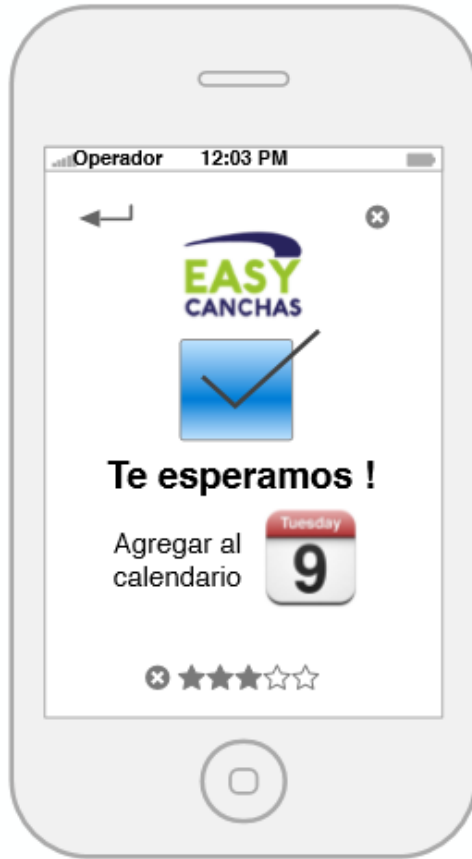 Operador 12:03 PM
EASY
CANCHAS
Te esperamos !
Agregar al
calendario
Tuesday
9